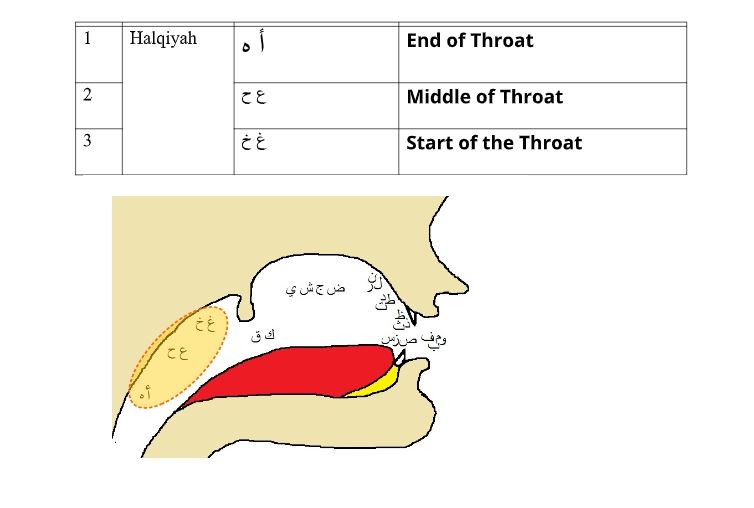 1 Halqiyah أ ه End of Throat
2 ع ح Middle of Throat
3 غ خ Start of the Throat
ض ج ش ي
ل ن ر
ط د ت
ظ ذ ث
ص ز س
ف و م ب
ك ق
غ خ
ع ح
أ ه